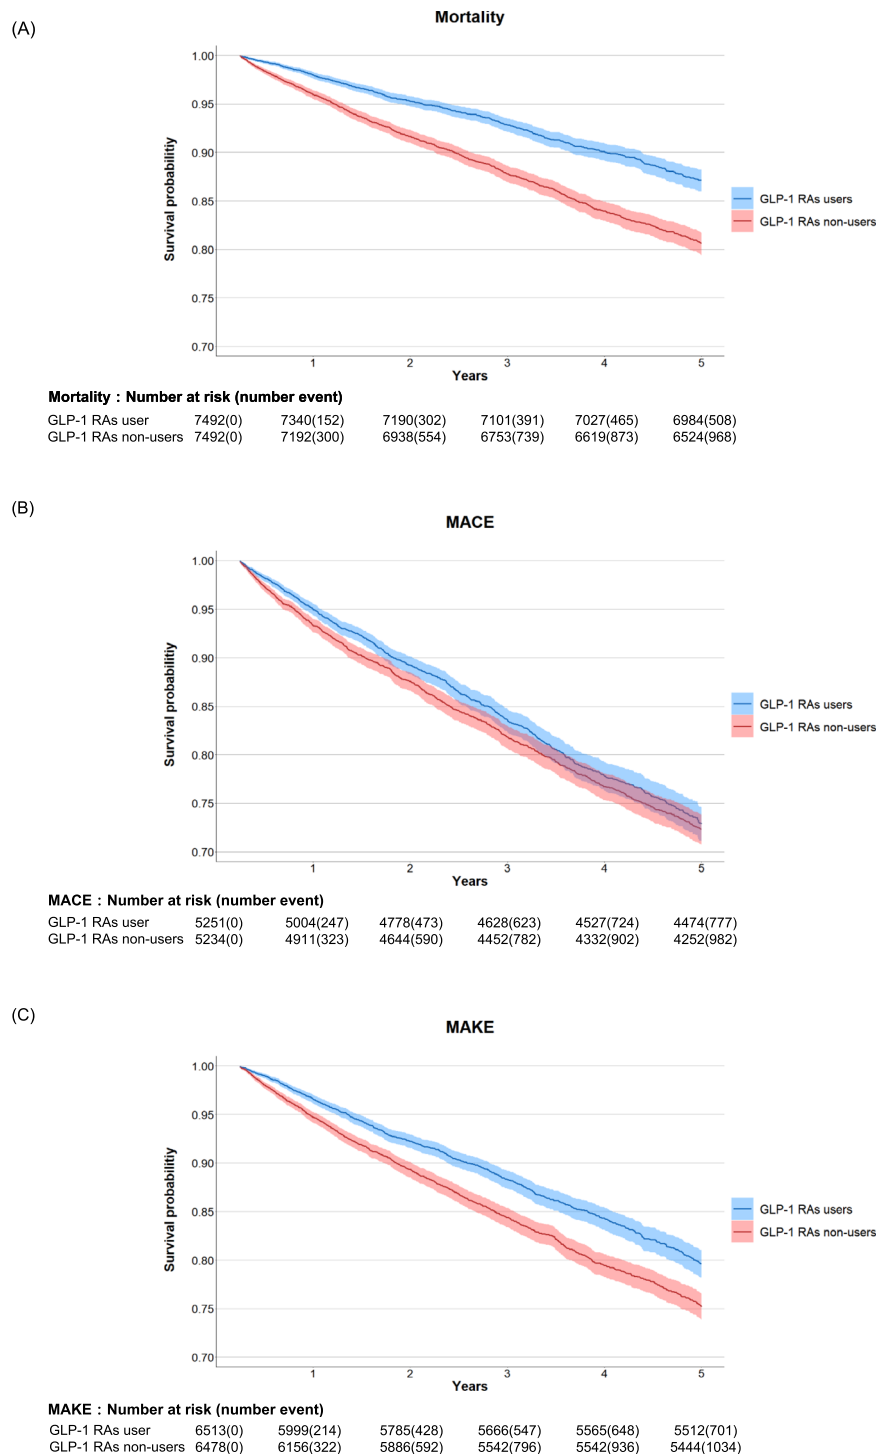 (A)
Mortality
1.00
0.95
0.90
0.85
0.80
0.75
0.70
Survival probabilitiy
1 2 3 4 5
Years
GLP-1 RAs users
GLP-1 RAs non-users
Mortality : Number at risk (number event)
GLP-1 RAs user 7492(0) 7340(152) 7190(302) 7101(391) 7027(465) 6984(508)
GLP-1 RAs non-users 7492(0) 7192(300) 6938(554) 6753(739) 6619(873) 6524(968)
(B)
MACE
1.00
0.95
0.90
0.85
0.80
0.75
0.70
Survival probabilitiy
1 2 3 4 5
Years
GLP-1 RAs users
GLP-1 RAs non-users
MACE : Number at risk (number event)
GLP-1 RAs user 5251(0) 5004(247) 4778(473) 4628(623) 4527(724) 4474(777)
GLP-1 RAs non-users 5234(0) 4911(323) 4644(590) 4452(782) 4332(902) 4252(982)
(C)
MAKE
1.00
0.95
0.90
0.85
0.80
0.75
0.70
Survival probabilitiy
1 2 3 4 5
Years
GLP-1 RAs users
GLP-1 RAs non-users
MAKE : Number at risk (number event)
GLP-1 RAs user 6513(0) 5999(214) 5785(428) 5666(547) 5565(648) 5512(701)
GLP-1 RAs non-users 6478(0) 6156(322) 5886(592) 5542(796) 5542(936) 5444(1034)